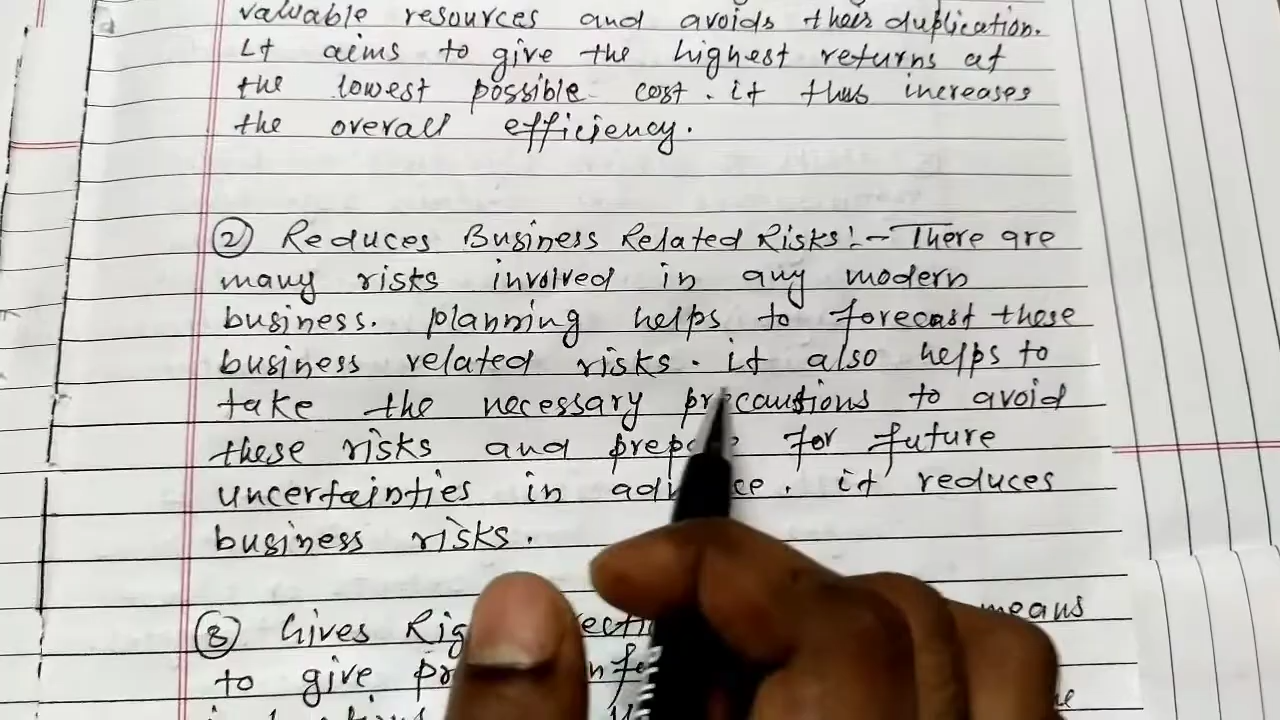 valuable resources and avoids their duplication.
it aims to give the highest returns at
the lowest possible cost. it thus increases
the overall efficiency.
② Reduces Business Related Risks:- There are
many risks involved in any modern
business. planning helps to forecast these
business related risks. it also helps to
take the necessary precautions to avoid
these risks and for future
uncertainties in it reduces
business risks.
③ Gives means
to give